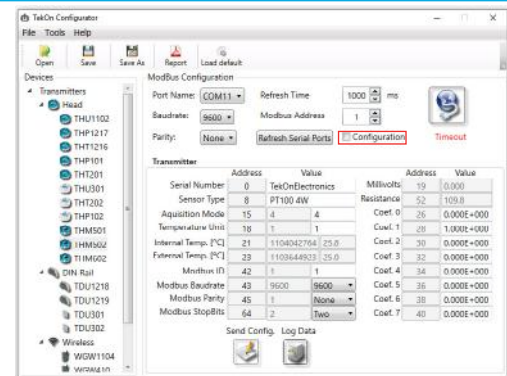 TekOn Configurator
File Tools Help
Open Save Save As Report Load default
Devices
Transmitters
Head
THU1102
THP1217
THT1216
THP101
THT201
THU301
THT202
THP102
THM501
THM502
THM602
DIN Rail
TDU1218
TDU1219
TDU301
TDU302
Wireless
WGW1104
WGW410
ModBus Configuration
Port Name: COM11 Refresh Time 1000 ms
Baudrate: 9600 Modbus Address 1
Parity: None Refresh Serial Ports Configuration Timeout
Transmitter
Address Value Address Value
Serial Number 0 TekOnElectronics Millivolts 19 0.000
Sensor Type 8 PT100 4W Resistance 52 109.8
Aquisition Mode 15 4 4 Coef. 0 26 0.000E+000
Temperature Unit 18 1 1 Coef. 1 28 1.000E+000
Internal Temp. [ºC] 21 1104042764 25.0 Coef. 2 30 0.000E+000
External Temp. [ºC] 23 1103644923 25.0 Coef. 3 32 0.000E+000
Modbus ID 42 1 1 Coef. 4 34 0.000E+000
Modbus Baudrate 43 9600 9600 Coef. 5 36 0.000E+000
Modbus Parity 45 1 None Coef. 6 38 0.000E+000
Modbus StopBits 64 2 Two Coef. 7 40 0.000E+000
Send Config. Log Data